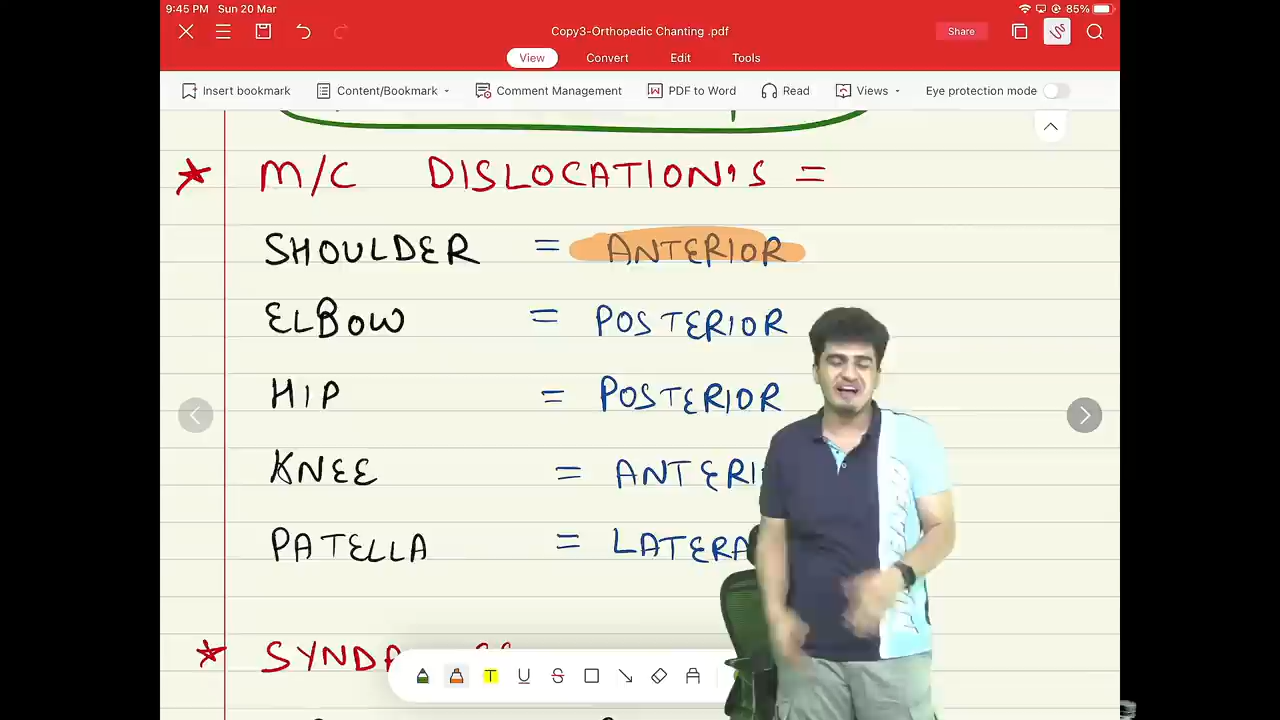 9:45 PM Sun 20 Mar 85%
Copy3-Orthopedic Chanting .pdf
Share
View Convert Edit Tools
Insert bookmark Content/Bookmark Comment Management PDF to Word Read Views Eye protection mode
M/C DISLOCATION'S =
SHOULDER = ANTERIOR
ELBOW = POSTERIOR
HIP = POSTERIOR
KNEE = ANTERI
PATELLA = LATERA